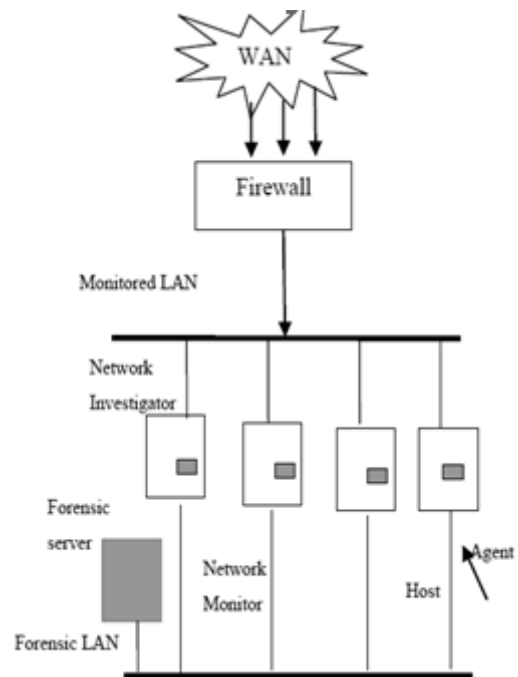 WAN
Firewall
Monitored LAN
Network
Investigator
Forensic
server
Network
Monitor
Agent
Host
Forensic LAN